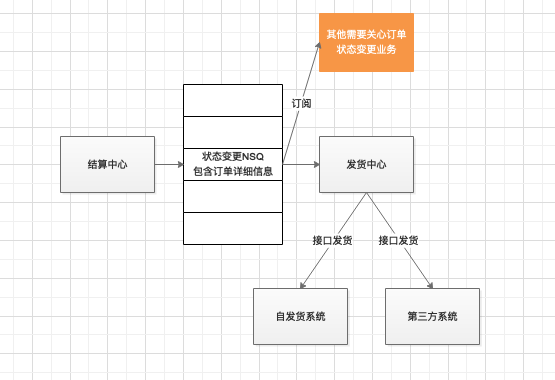 其他需要关心订单
状态变更业务
订阅
状态变更NSQ
包含订单详细信息
结算中心
发货中心
接口发货
接口发货
自发货系统
第三方系统